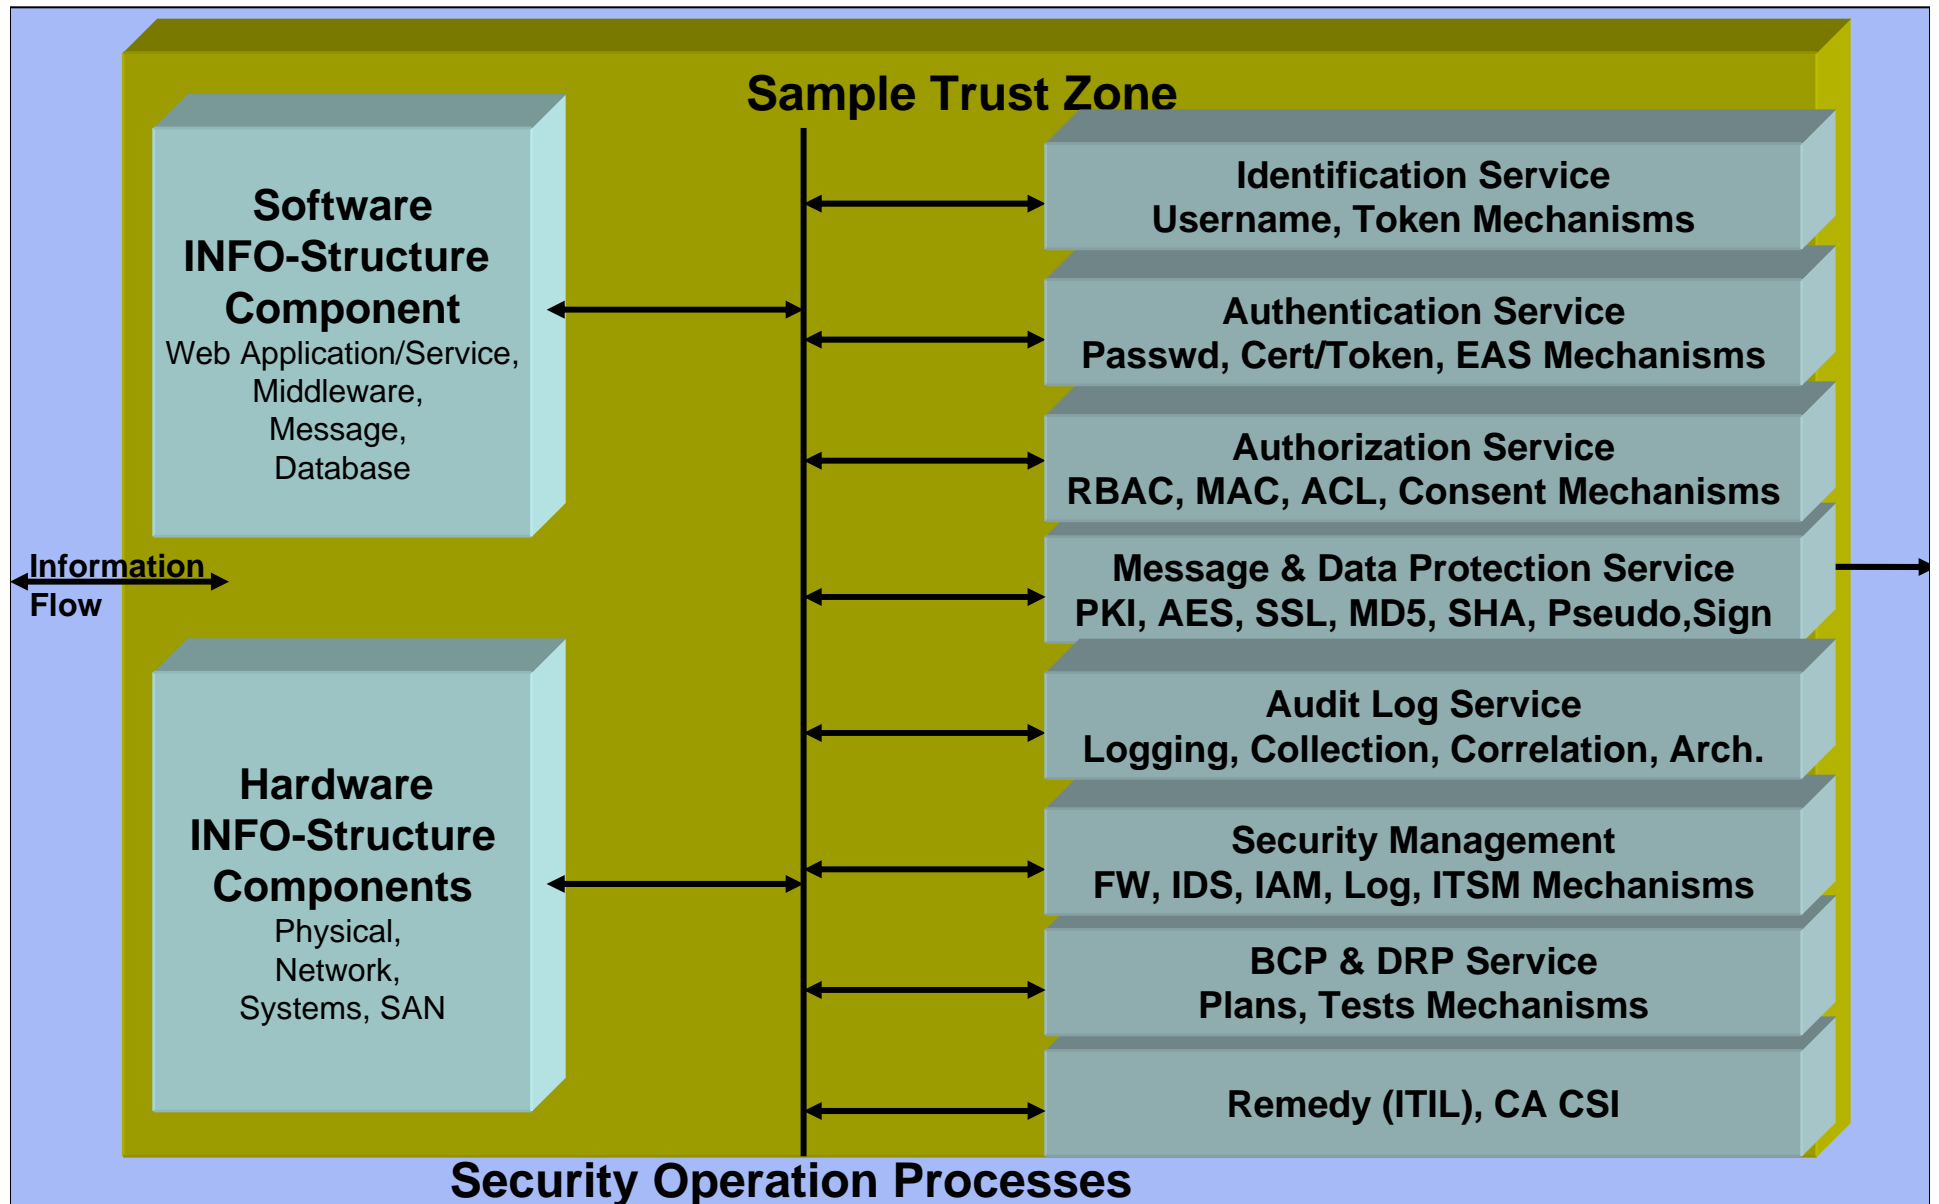 Sample Trust Zone
Software
INFO-Structure
Component
Web Application/Service,
Middleware,
Message,
Database
Information
Flow
Hardware
INFO-Structure
Components
Physical,
Network,
Systems, SAN
Identification Service
Username, Token Mechanisms
Authentication Service
Passwd, Cert/Token, EAS Mechanisms
Authorization Service
RBAC, MAC, ACL, Consent Mechanisms
Message & Data Protection Service
PKI, AES, SSL, MD5, SHA, Pseudo,Sign
Audit Log Service
Logging, Collection, Correlation, Arch.
Security Management
FW, IDS, IAM, Log, ITSM Mechanisms
BCP & DRP Service
Plans, Tests Mechanisms
Remedy (ITIL), CA CSI
Security Operation Processes